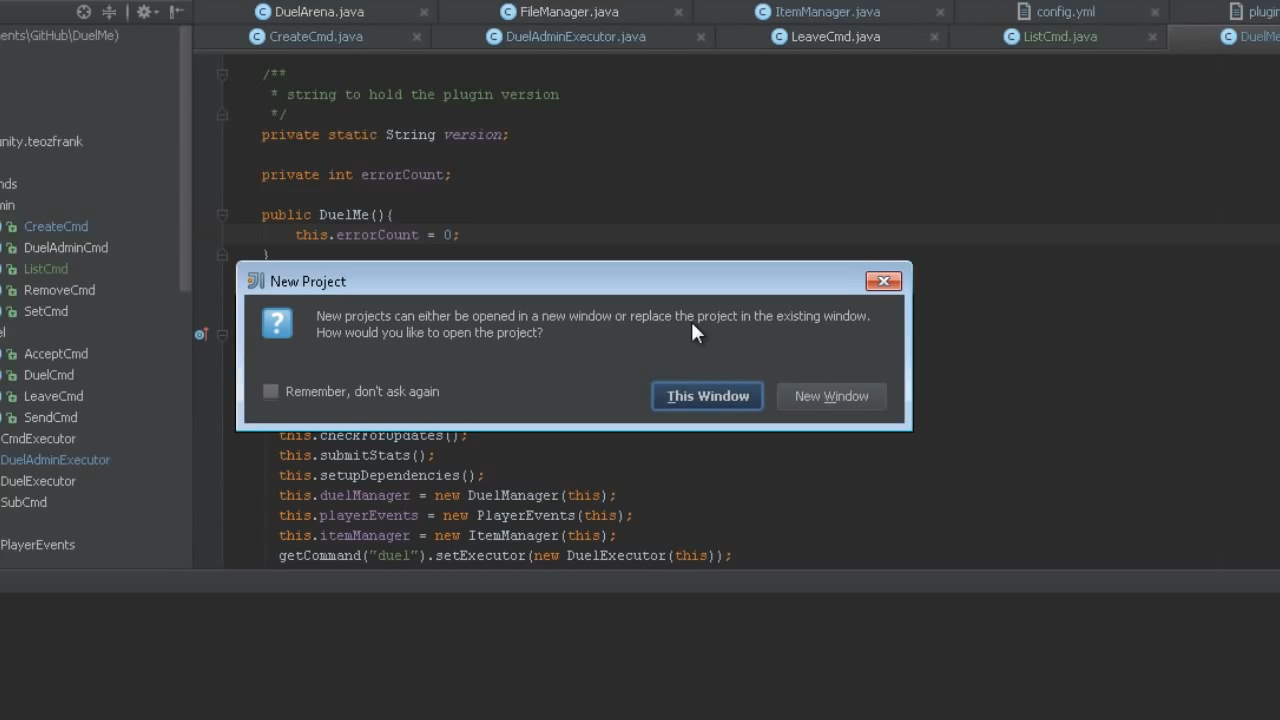 DuelArena.java
FileManager.java
ItemManager.java
config.yml
plugin
ents\GitHub\DuelMe)
CreateCmd.java
DuelAdminExecutor.java
LeaveCmd.java
ListCmd.java
DuelMe
/**
* string to hold the plugin version
*/
private static String version;
private int errorCount;
public DuelMe(){
this.errorCount = 0;
}
unity.teozfrank
nds
min
CreateCmd
DuelAdminCmd
ListCmd
RemoveCmd
SetCmd
el
AcceptCmd
DuelCmd
LeaveCmd
SendCmd
CmdExecutor
DuelAdminExecutor
DuelExecutor
SubCmd
PlayerEvents
New Project
New projects can either be opened in a new window or replace the project in the existing window.
How would you like to open the project?
Remember, don't ask again
This Window
New Window
this.checkForUpdates();
this.submitStats();
this.setupDependencies();
this.duelManager = new DuelManager(this);
this.playerEvents = new PlayerEvents(this);
this.itemManager = new ItemManager(this);
getCommand("duel").setExecutor(new DuelExecutor(this));